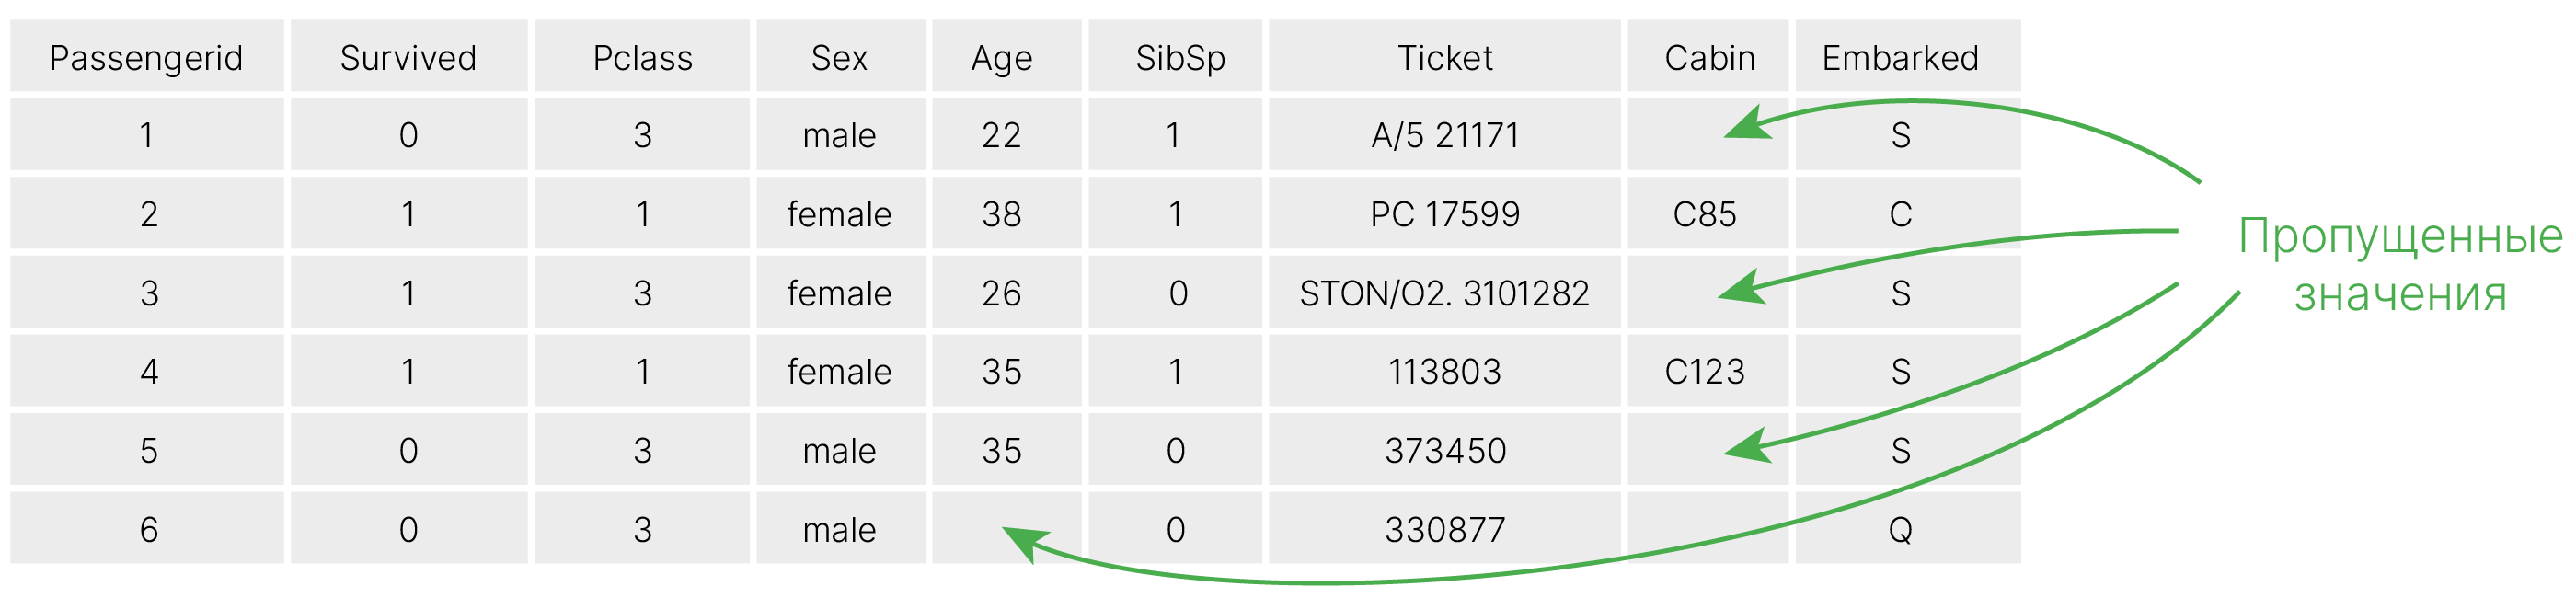 Passengerid Survived Pclass Sex Age SibSp Ticket Cabin Embarked
1 0 3 male 22 1 A/5 21171 S
2 1 1 female 38 1 PC 17599 C85 C
3 1 3 female 26 0 STON/O2. 3101282 S
4 1 1 female 35 1 113803 C123 S
5 0 3 male 35 0 373450 S
6 0 3 male 0 330877 Q
Пропущенные
значения